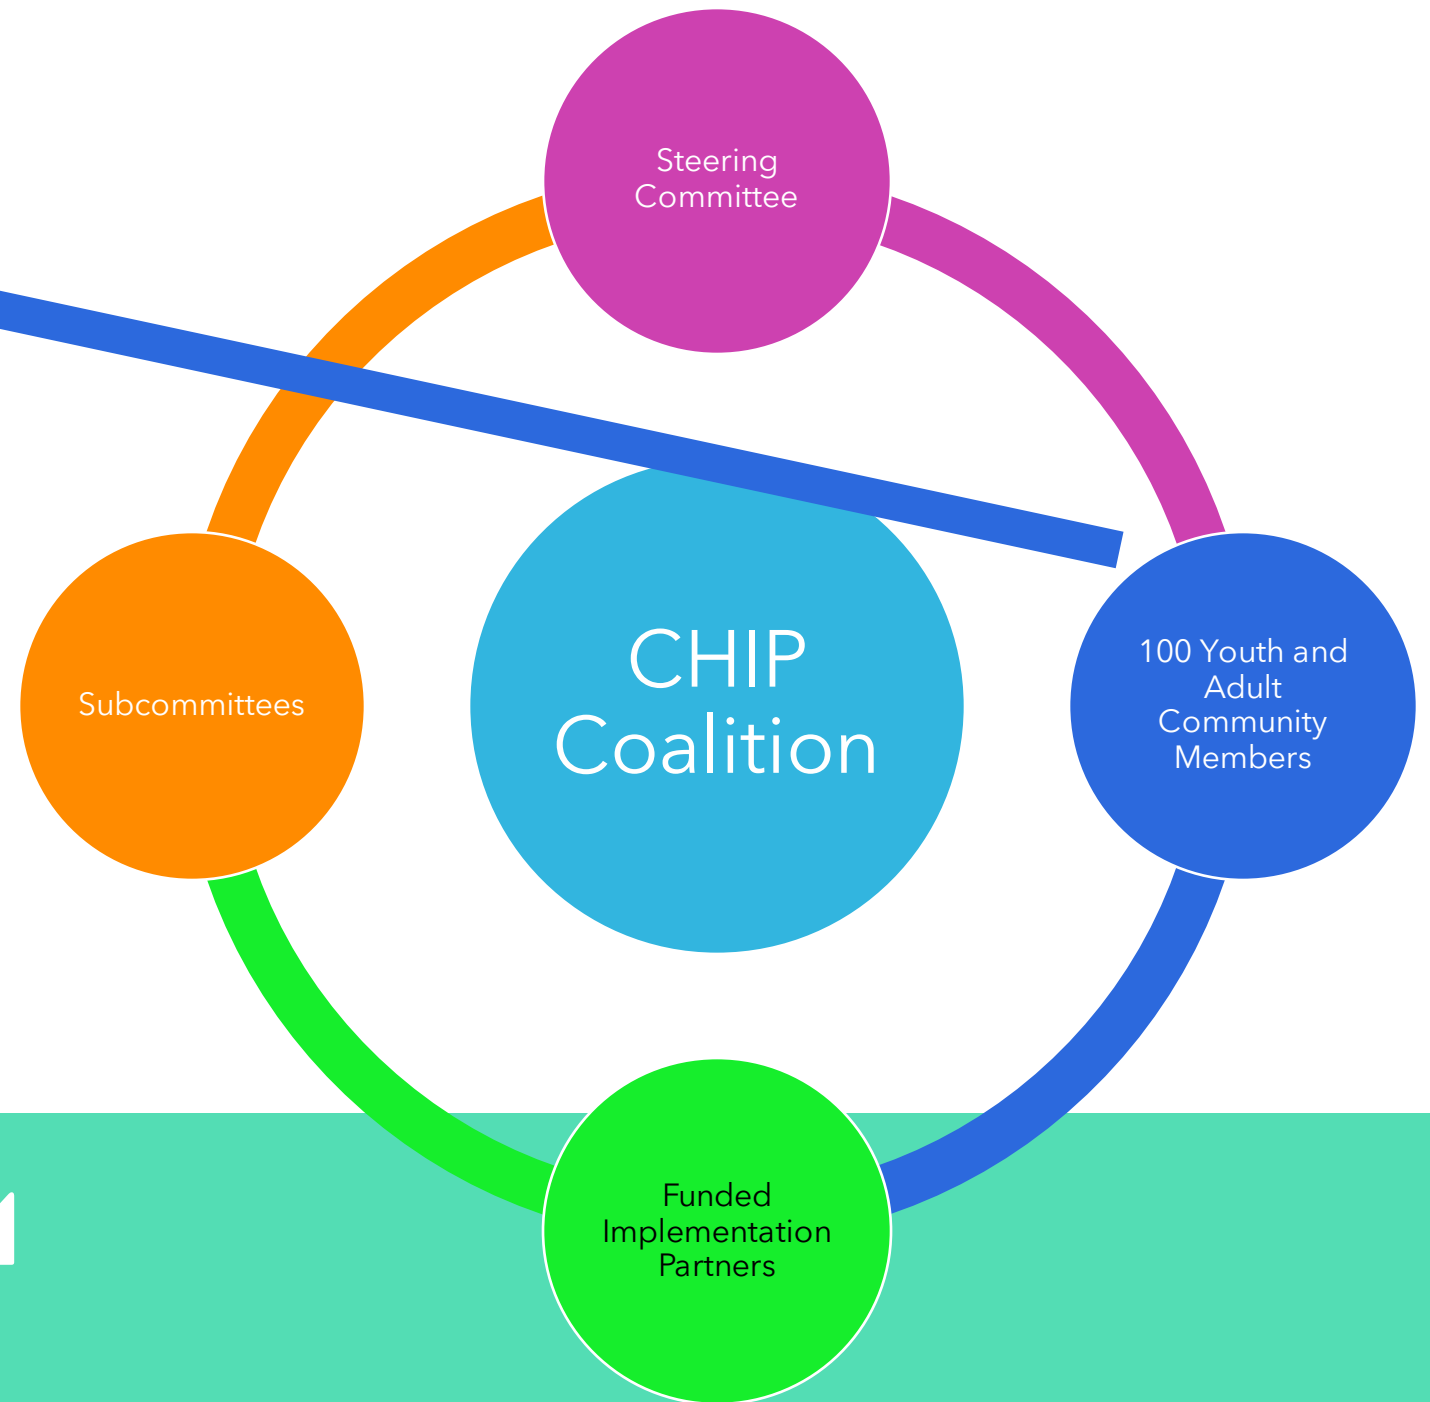 Steering
Committee
CHIP
Coalition
100 Youth and
Adult
Community
Members
Subcommittees
Funded
Implementation
Partners